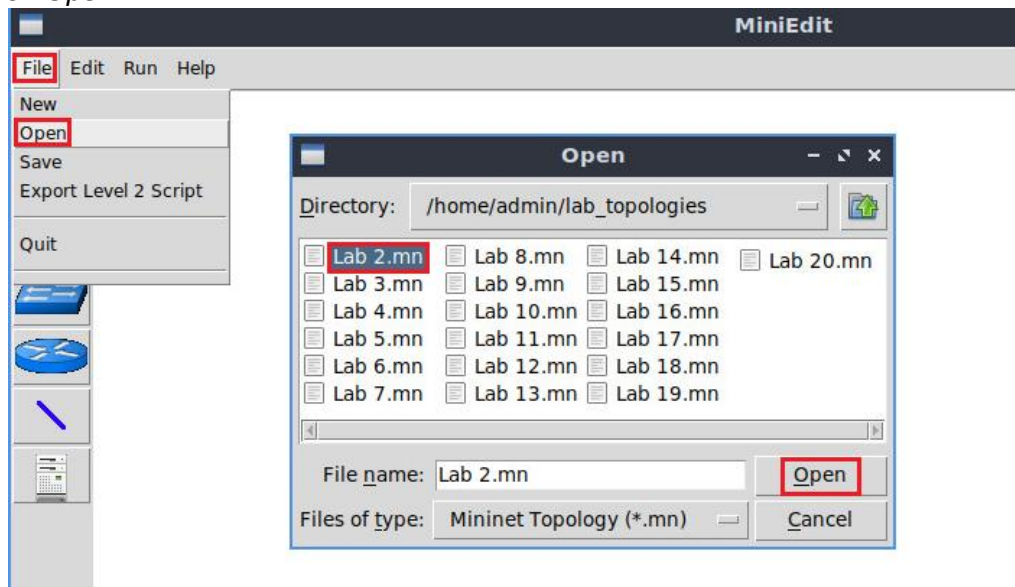 MiniEdit
File Edit Run Help
New
Open
Save
Export Level 2 Script
Quit
Open
Directory: /home/admin/lab_topologies
Lab 2.mn Lab 8.mn Lab 14.mn Lab 20.mn
Lab 3.mn Lab 9.mn Lab 15.mn
Lab 4.mn Lab 10.mn Lab 16.mn
Lab 5.mn Lab 11.mn Lab 17.mn
Lab 6.mn Lab 12.mn Lab 18.mn
Lab 7.mn Lab 13.mn Lab 19.mn
File name: Lab 2.mn Open
Files of type: Mininet Topology (*.mn) Cancel